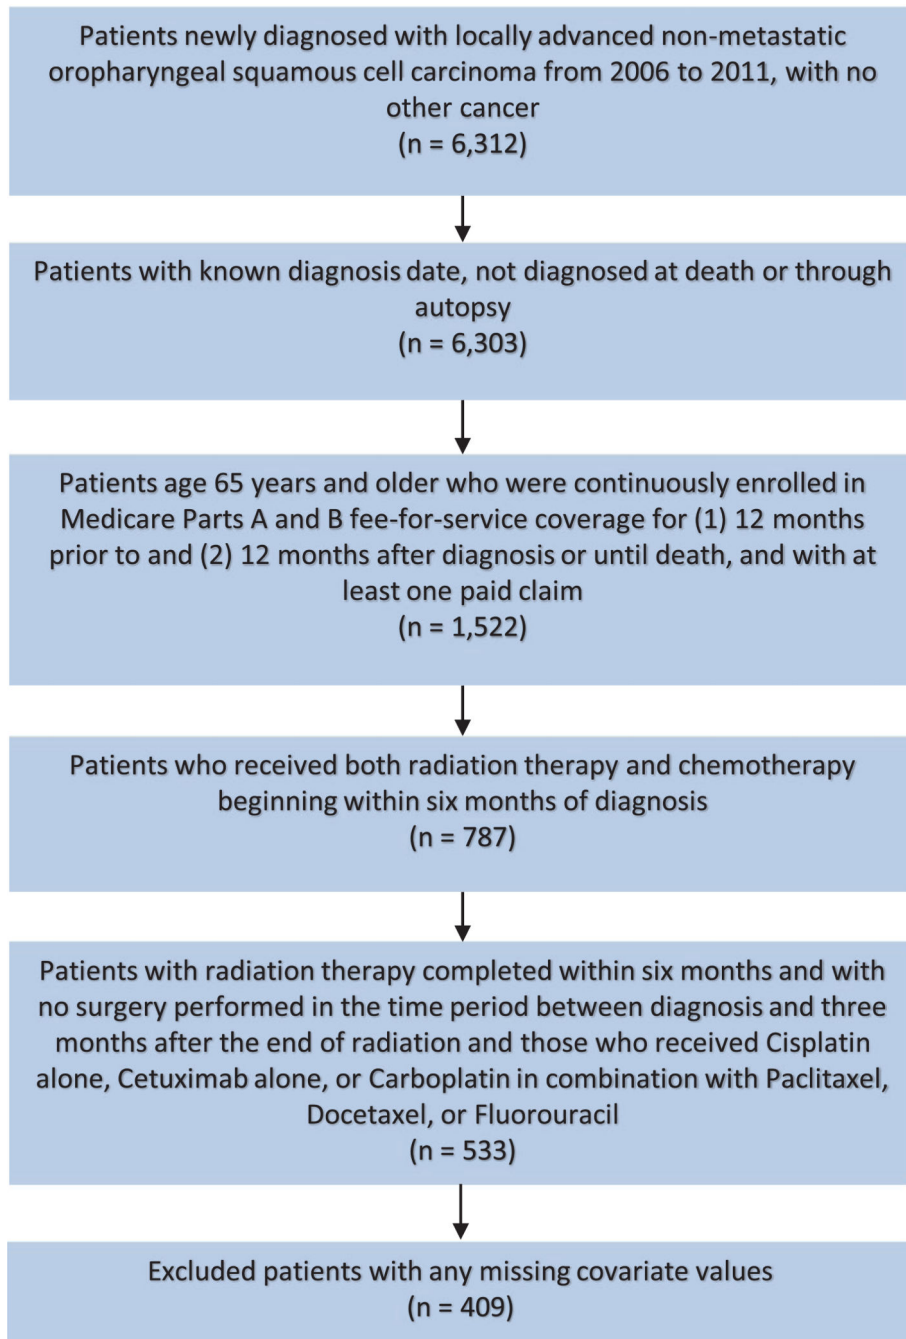 Patients newly diagnosed with locally advanced non-metastatic
oropharyngeal squamous cell carcinoma from 2006 to 2011, with no
other cancer
(n = 6,312)
Patients with known diagnosis date, not diagnosed at death or through
autopsy
(n = 6,303)
Patients age 65 years and older who were continuously enrolled in
Medicare Parts A and B fee-for-service coverage for (1) 12 months
prior to and (2) 12 months after diagnosis or until death, and with at
least one paid claim
(n = 1,522)
Patients who received both radiation therapy and chemotherapy
beginning within six months of diagnosis
(n = 787)
Patients with radiation therapy completed within six months and with
no surgery performed in the time period between diagnosis and three
months after the end of radiation and those who received Cisplatin
alone, Cetuximab alone, or Carboplatin in combination with Paclitaxel,
Docetaxel, or Fluorouracil
(n = 533)
Excluded patients with any missing covariate values
(n = 409)